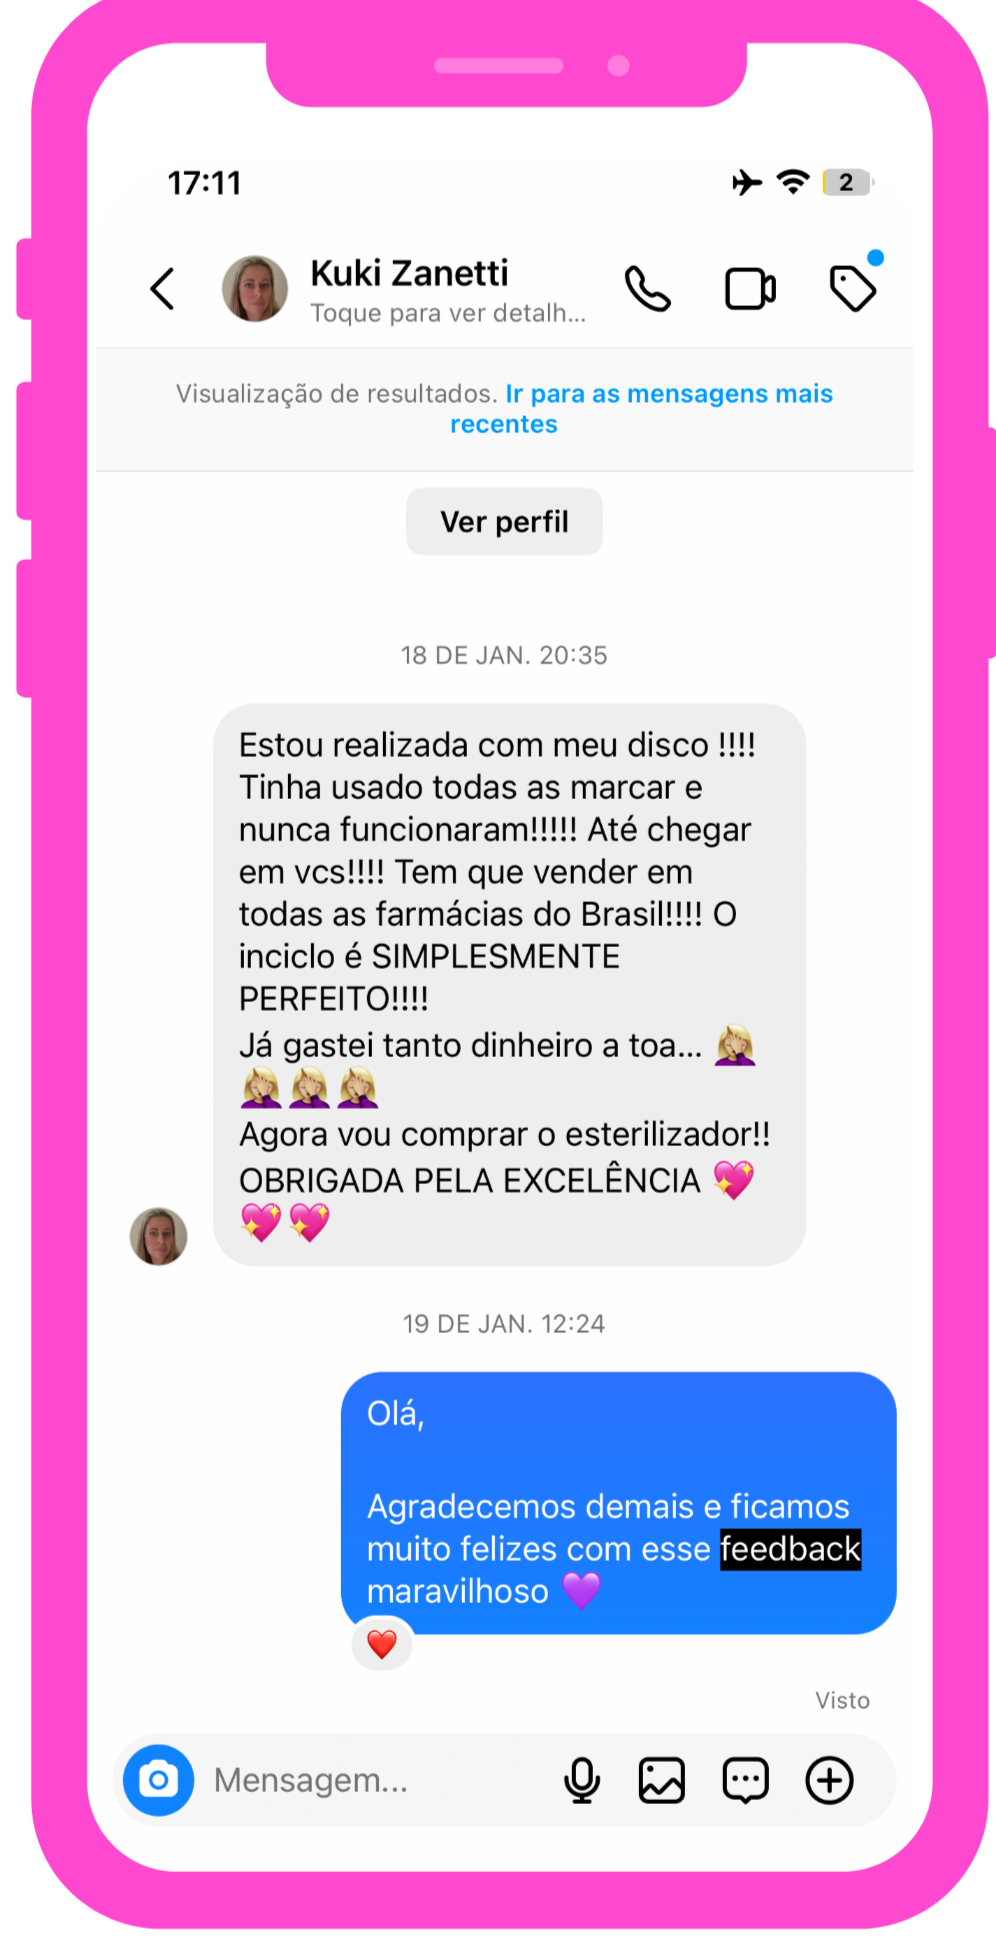 17:11
2
Kuki Zanetti
Toque para ver detalh...
Visualização de resultados. Ir para as mensagens mais
recentes
Ver perfil
18 DE JAN. 20:35
Estou realizada com meu disco !!!!
Tinha usado todas as marcar e
nunca funcionaram!!!!! Até chegar
em vcs!!!! Tem que vender em
todas as farmácias do Brasil!!!! O
inciclo é SIMPLESMENTE
PERFEITO!!!!
Já gastei tanto dinheiro a toa... 🤦🏼‍♀️
🤦🏼‍♀️🤦🏼‍♀️🤦🏼‍♀️
Agora vou comprar o esterilizador!!
OBRIGADA PELA EXCELÊNCIA 💖
💖💖
19 DE JAN. 12:24
Olá,
Agradecemos demais e ficamos
muito felizes com esse feedback
maravilhoso 💜
❤️
Visto
Mensagem...